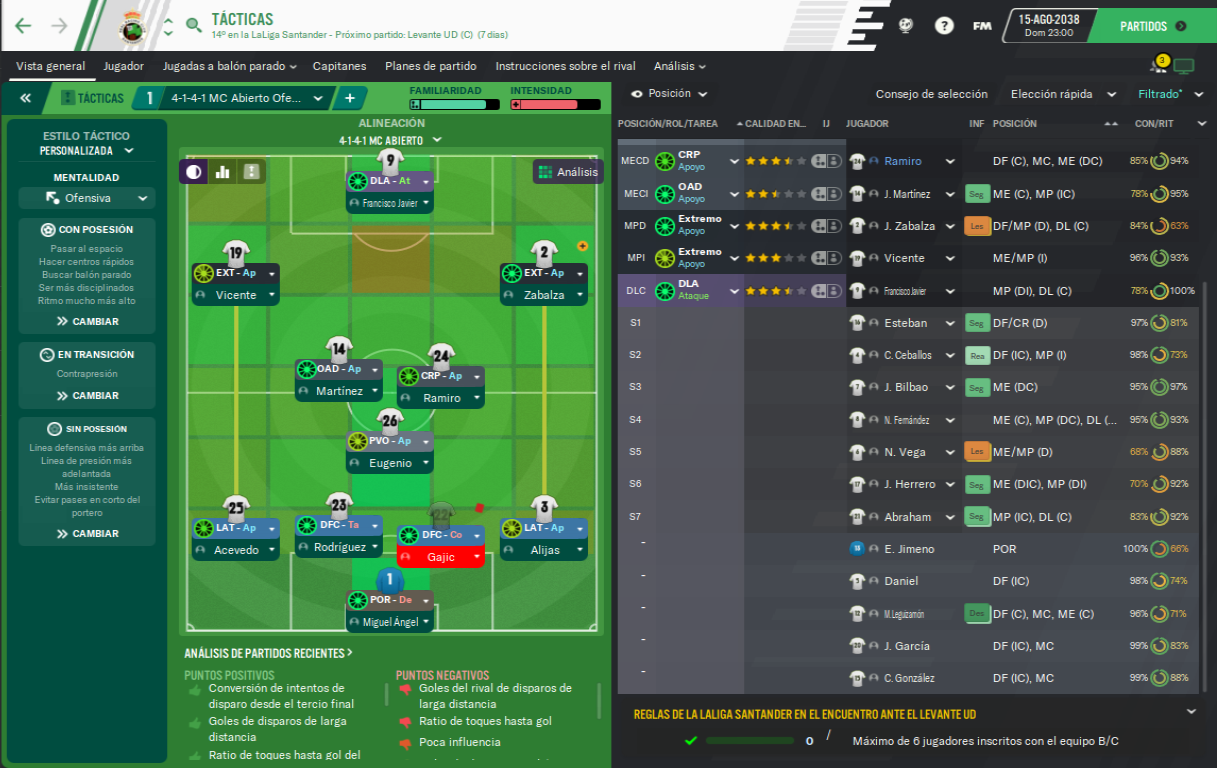 TÁCTICAS
14º en la LaLiga Santander - Próximo partido: Levante UD (C) (7 días)
?
FM
15-AGO-2038
Dom 23:00
PARTIDOS
Vista general
Jugador
Jugadas a balón parado
Capitanes
Planes de partido
Instrucciones sobre el rival
Análisis
3
TÁCTICAS
1
4-1-4-1 MC Abierto Ofe...
FAMILIARIDAD
INTENSIDAD
ESTILO TÁCTICO
PERSONALIZADA
MENTALIDAD
Ofensiva
CON POSESIÓN
Pasar al espacio
Hacer centros rápidos
Buscar balón parado
Ser más disciplinados
Ritmo mucho más alto
CAMBIAR
EN TRANSICIÓN
Contrapresión
CAMBIAR
SIN POSESIÓN
Línea defensiva más arriba
Línea de presión más
adelantada
Más insistente
Evitar pases en corto del
portero
CAMBIAR
ALINEACIÓN
4-1-4-1 MC ABIERTO
Análisis
9
DLA - At
Francisco Javier
19
EXT - Ap
Vicente
2
EXT - Ap
Zabalza
14
OAD - Ap
Martínez
24
CRP - Ap
Ramiro
26
PVO - Ap
Eugenio
25
LAT - Ap
Acevedo
23
DFC - Ta
Rodríguez
22
DFC - Co
Gajic
3
LAT - Ap
Alijas
1
POR - De
Miguel Ángel
ANÁLISIS DE PARTIDOS RECIENTES >
PUNTOS POSITIVOS
Conversión de intentos de
disparo desde el tercio final
Goles de disparos de larga
distancia
Ratio de toques hasta gol del
PUNTOS NEGATIVOS
Goles del rival de disparos de
larga distancia
Ratio de toques hasta gol
Poca influencia
Posición
Consejo de selección
Elección rápida
Filtrado*
POSICIÓN/ROL/TAREA CALIDAD EN... IJ JUGADOR INF POSICIÓN CON/RIT
MECD CRP Apoyo Ramiro DF (C), MC, ME (DC) 85% 94%
MECI OAD Apoyo J. Martínez Seg ME (C), MP (IC) 78% 95%
MPD Extremo Apoyo J. Zabalza Les DF/MP (D), DL (C) 84% 63%
MPI Extremo Apoyo Vicente ME/MP (I) 96% 93%
DLC DLA Ataque Francisco Javier MP (DI), DL (C) 78% 100%
S1 Esteban Seg DF/CR (D) 97% 81%
S2 C. Ceballos Rea DF (IC), MP (I) 98% 73%
S3 J. Bilbao Seg ME (DC) 95% 97%
S4 N. Fernández ME (C), MP (DC), DL (... 95% 93%
S5 N. Vega Les ME/MP (D) 68% 88%
S6 J. Herrero Seg ME (DIC), MP (DI) 70% 92%
S7 Abraham Seg MP (IC), DL (C) 83% 92%
- E. Jimeno POR 100% 66%
- Daniel DF (IC) 98% 74%
- M. Leguizamón Des DF (C), MC, ME (C) 96% 71%
- J. García DF (IC), MC 99% 83%
- C. González DF (IC), MC 99% 88%
REGLAS DE LA LALIGA SANTANDER EN EL ENCUENTRO ANTE EL LEVANTE UD
0 / Máximo de 6 jugadores inscritos con el equipo B/C